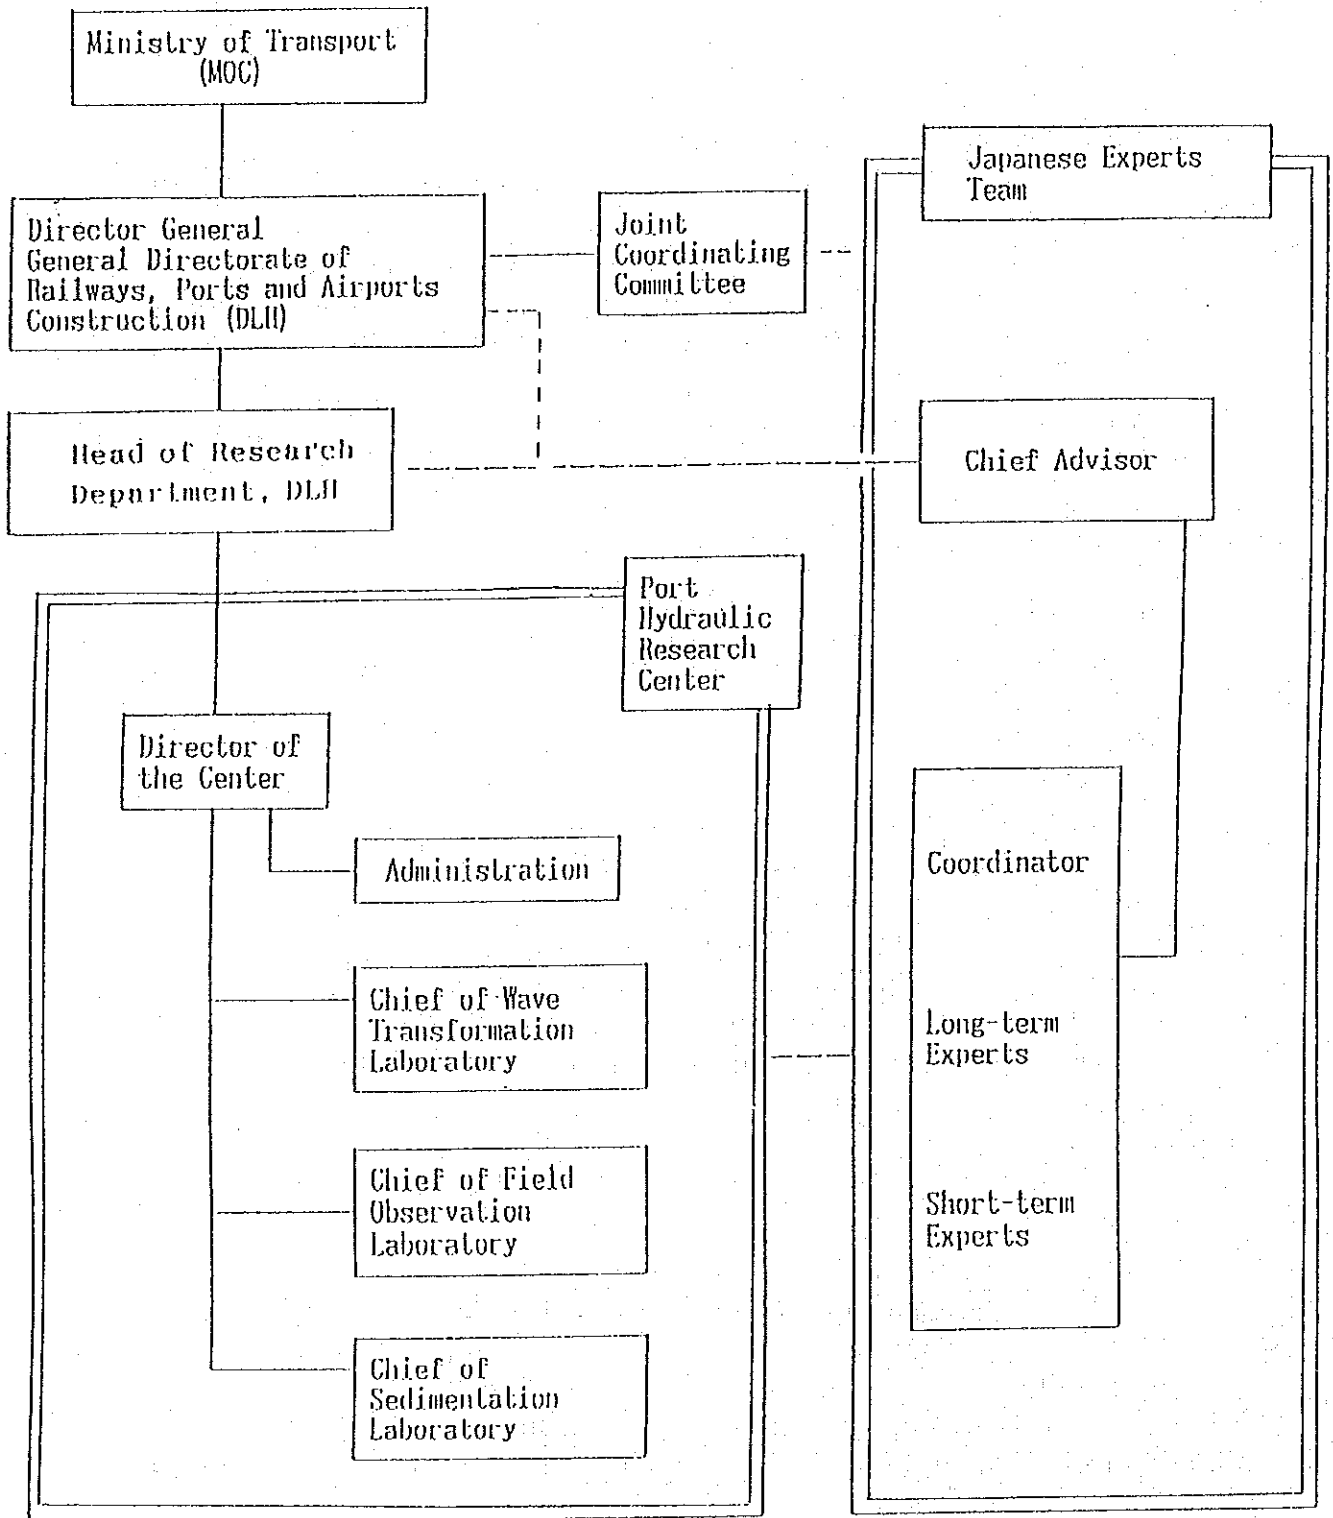 Ministry of Transport
(MOC)
Japanese Experts
Team
Director General
General Directorate of
Railways, Ports and Airports
Construction (DLH)
Joint
Coordinating
Committee
Head of Research
Department, DLH
Chief Advisor
Port
Hydraulic
Research
Center
Director of
the Center
Administration
Chief of Wave
Transformation
Laboratory
Chief of Field
Observation
Laboratory
Chief of
Sedimentation
Laboratory
Coordinator
Long-term
Experts
Short-term
Experts